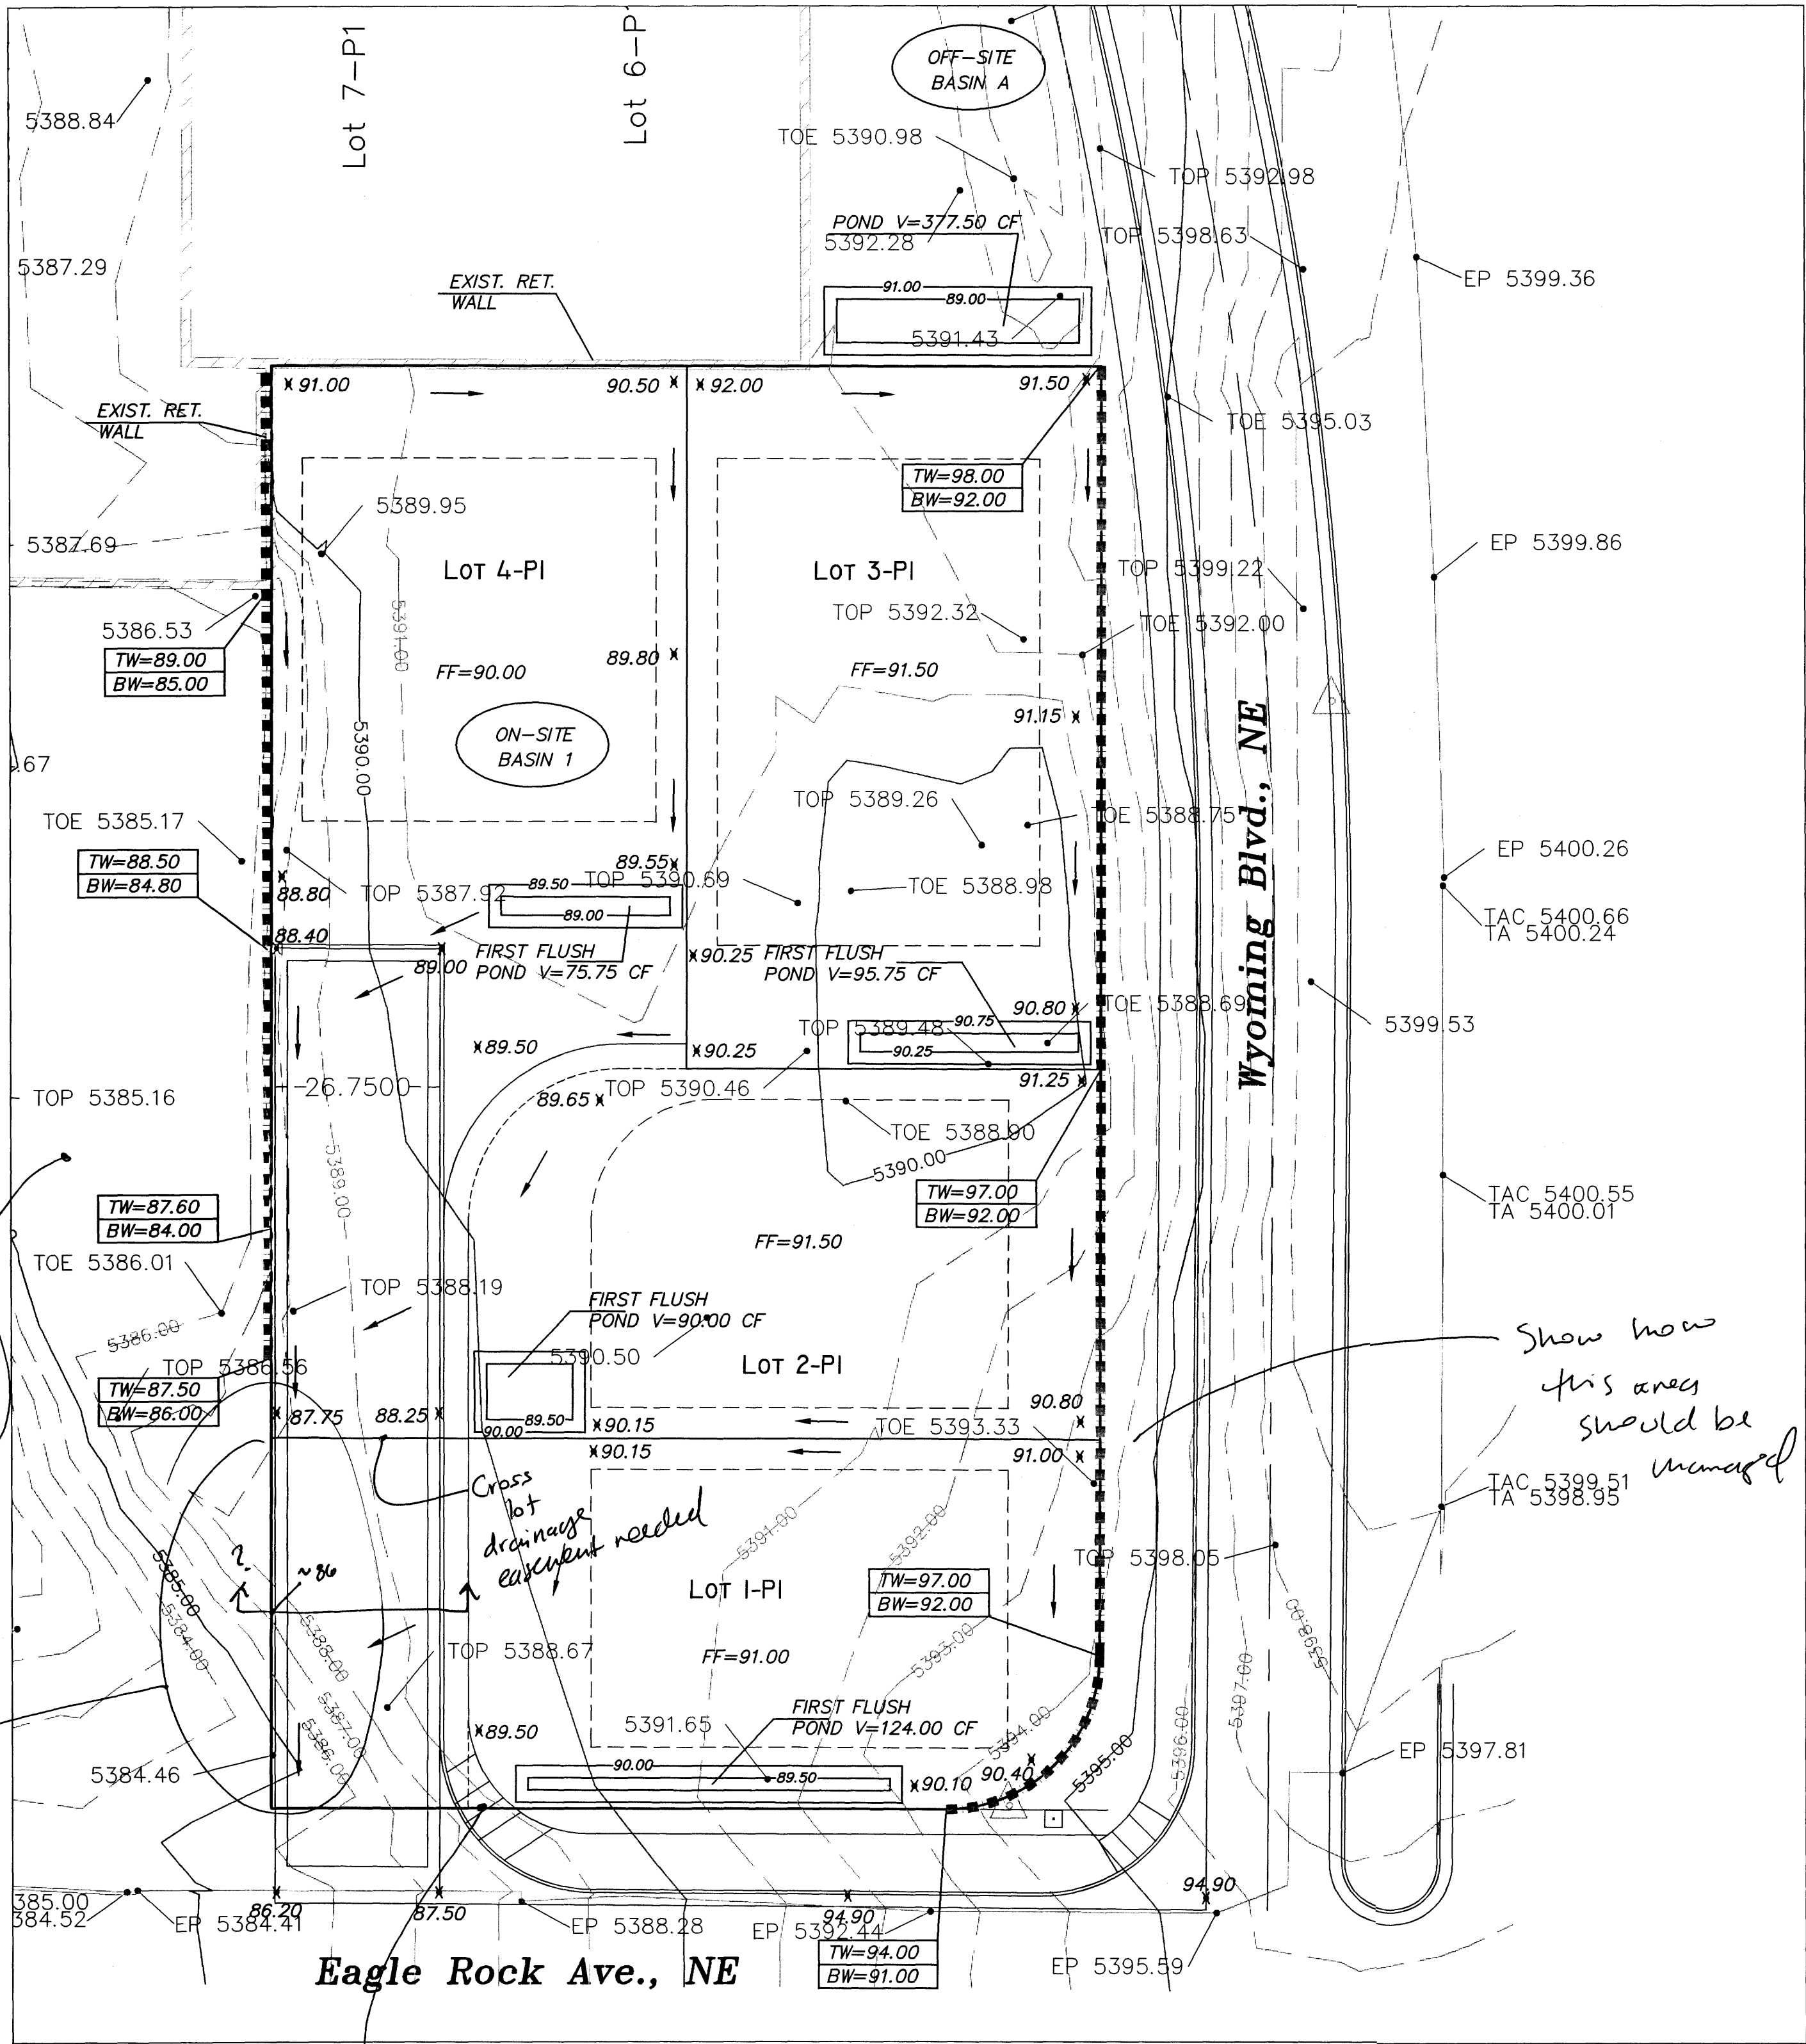 Lot 7-P1
Lot 6-P
OFF-SITE
BASIN A
5388.84
TOE 5390.98
TOP 5392.98
POND V=377.50 CF
5392.28
TOP 5398.63
5387.29
EP 5399.36
EXIST. RET.
WALL
91.00
89.00
5391.43
91.00
90.50
92.00
91.50
EXIST. RET.
WALL
TOE 5395.03
TW=98.00
BW=92.00
5389.95
5387.69
EP 5399.86
LOT 4-P1
LOT 3-P1
TOP 5399.22
5391.00
TOP 5392.32
TOE 5392.00
5386.53
TW=89.00
BW=85.00
89.80
FF=90.00
FF=91.50
91.15
ON-SITE
BASIN 1
5390.00
.67
Wyoming Blvd., NE
TOP 5389.26
TOE 5388.75
TOE 5385.17
TW=88.50
BW=84.80
EP 5400.26
89.55
TOP 5390.69
TOE 5388.98
88.80
TOP 5387.92
89.50
89.00
TAC 5400.66
TA 5400.24
88.40
89.00
FIRST FLUSH
POND V=75.75 CF
90.25
FIRST FLUSH
POND V=95.75 CF
90.80
TOE 5388.69
5399.53
TOP 5389.48
90.75
90.25
89.50
90.25
91.25
26.7500
TOP 5390.46
89.65
TOP 5385.16
TOE 5388.90
5390.00
5389.00
TW=97.00
BW=92.00
TAC 5400.55
TA 5400.01
TW=87.60
BW=84.00
FF=91.50
TOE 5386.01
TOP 5388.19
FIRST FLUSH
POND V=90.00 CF
5386.00
5390.50
LOT 2-P1
Show how
this area
should be
managed
TOP 5386.56
TW=87.50
BW=86.00
87.75
88.25
89.50
90.00
90.15
90.80
TOE 5393.33
90.15
91.00
Cross
lot
drainage
easement needed
TAC 5399.51
TA 5398.95
5391.00
5392.00
TOP 5398.05
5385.00
?
~86
LOT 1-P1
TW=97.00
BW=92.00
5384.00
5388.00
5398.00
TOP 5388.67
FF=91.00
5393.00
5387.00
5386.00
5397.00
FIRST FLUSH
POND V=124.00 CF
89.50
5391.65
5394.00
5395.00
5396.00
5384.46
90.00
89.50
90.10
90.40
EP 5397.81
385.00
384.52
EP 5384.41
86.20
87.50
EP 5388.28
94.90
EP 5392.44
94.90
TW=94.00
BW=91.00
EP 5395.59
Eagle Rock Ave., NE